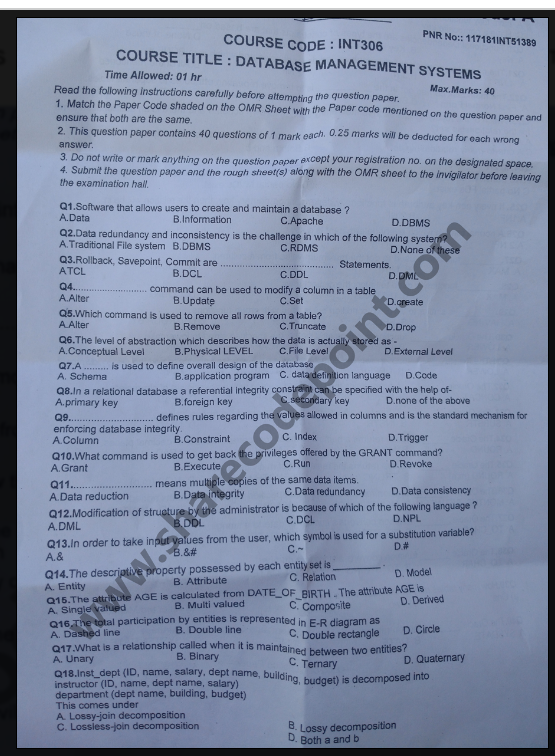 COURSE CODE : INT306
PNR No:: 117181INT51389
COURSE TITLE : DATABASE MANAGEMENT SYSTEMS
Time Allowed: 01 hr
Max.Marks: 40
Read the following instructions carefully before attempting the question paper.
1. Match the Paper Code shaded on the OMR Sheet with the Paper code mentioned on the question paper and
ensure that both are the same.
2. This question paper contains 40 questions of 1 mark each. 0.25 marks will be deducted for each wrong
answer.
3. Do not write or mark anything on the question paper except your registration no. on the designated space.
4. Submit the question paper and the rough sheet(s) along with the OMR sheet to the invigilator before leaving
the examination hall.
Q1.Software that allows users to create and maintain a database ?
A.Data B.Information C.Apache D.DBMS
Q2.Data redundancy and inconsistency is the challenge in which of the following system?
A.Traditional File system B.DBMS C.RDMS D.None of these
Q3.Rollback, Savepoint, Commit are .................................... Statements.
A TCL B.DCL C.DDL D.DML
Q4.......................... command can be used to modify a column in a table
A.Alter B.Update C.Set D.create
Q5.Which command is used to remove all rows from a table?
A.Alter B.Remove C.Truncate D.Drop
Q6.The level of abstraction which describes how the data is actually stored as -
A.Conceptual Level B.Physical LEVEL C.File Level D.External Level
Q7.A ......... is used to define overall design of the database
A. Schema B.application program C. data definition language D.Code
Q8.In a relational database a referential integrity constraint can be specified with the help of-
A.primary key B.foreign key C.secondary key D.none of the above
Q9........................... defines rules regarding the values allowed in columns and is the standard mechanism for
enforcing database integrity.
A.Column B.Constraint C. Index D.Trigger
Q10.What command is used to get back the privileges offered by the GRANT command?
A.Grant B.Execute C.Run D.Revoke
Q11.......................... means multiple copies of the same data items.
A.Data reduction B.Data integrity C.Data redundancy D.Data consistency
Q12.Modification of structure by the administrator is because of which of the following language ?
A.DML B.DDL C.DCL D.NPL
Q13.In order to take input values from the user, which symbol is used for a substitution variable?
A.& B.&# C.~ D.#
Q14.The descriptive property possessed by each entity set is __________.
A. Entity B. Attribute C. Relation D. Model
Q15.The attribute AGE is calculated from DATE_OF_BIRTH . The attribute AGE is
A. Single valued B. Multi valued C. Composite D. Derived
Q16.The total participation by entities is represented in E-R diagram as
A. Dashed line B. Double line C. Double rectangle D. Circle
Q17.What is a relationship called when it is maintained between two entities?
A. Unary B. Binary C. Ternary D. Quaternary
Q18.Inst_dept (ID, name, salary, dept name, building, budget) is decomposed into
instructor (ID, name, dept name, salary)
department (dept name, building, budget)
This comes under
A. Lossy-join decomposition B. Lossy decomposition
C. Lossless-join decomposition D. Both a and b
www.sharecodepoint.com